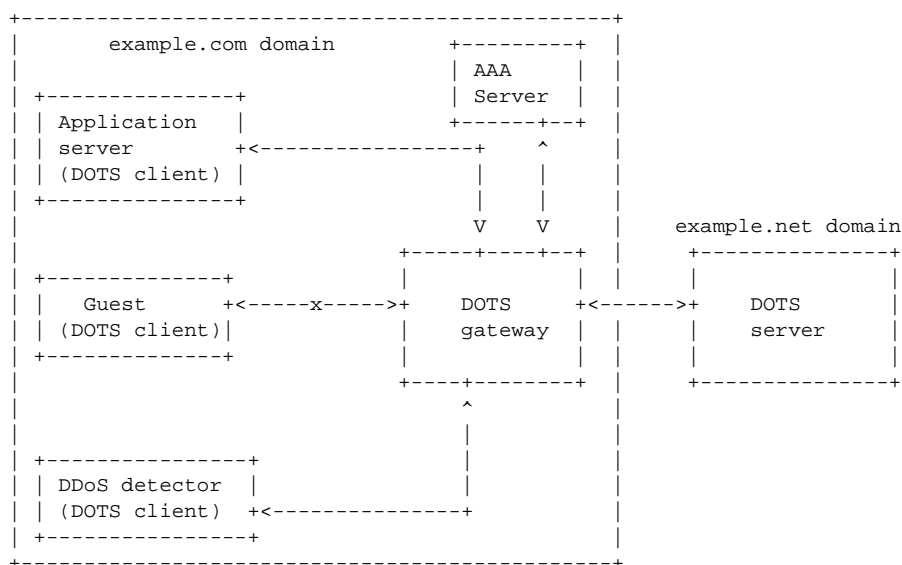 example.com domain
AAA
Server
Application
server
(DOTS client)
example.net domain
Guest
(DOTS client)
x
DOTS
gateway
DOTS
server
DDoS detector
(DOTS client)